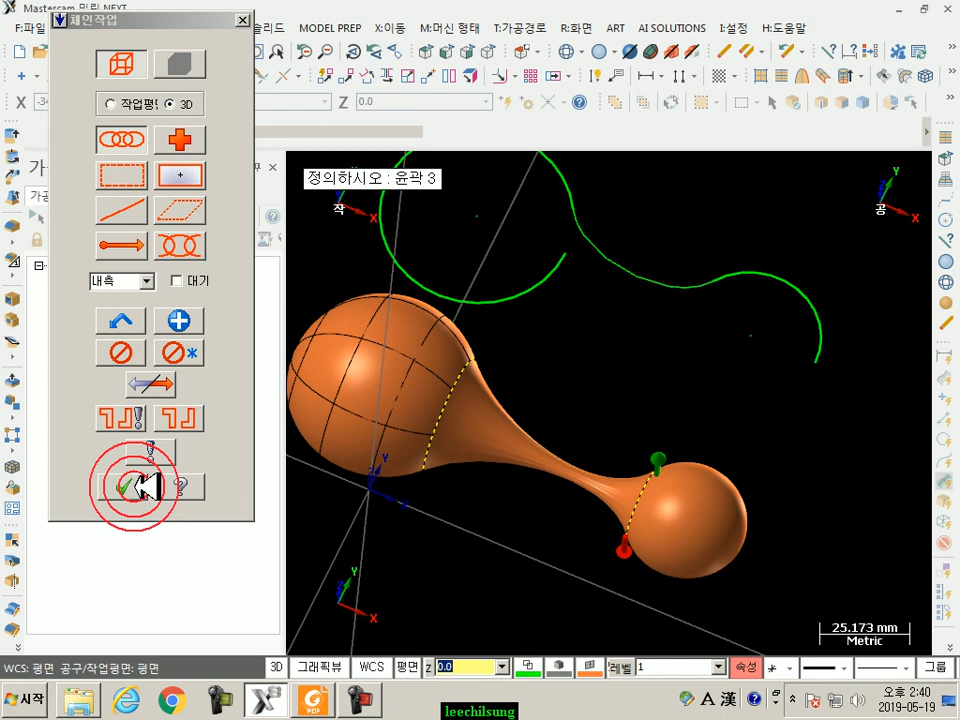 Mastercam 밀링 NEXT
체인작업
F:파일
솔리드
MODEL PREP
X:이동
M:머신 형태
T:가공경로
R:화면
ART
AI SOLUTIONS
I:설정
H:도움말
X
Z
0.0
작업평면
3D
정의하시오 : 윤곽 3
작
Y
X
공
Y
X
내측
대기
Y
X
Y
X
25.173 mm
Metric
WCS: 평면 공구/작업평면: 평면
3D
그래픽뷰
WCS
평면
Z
0.0
레벨
1
속성
그룹
시작
PDF
A
漢
오후 2:40
2019-05-19
leechilsung